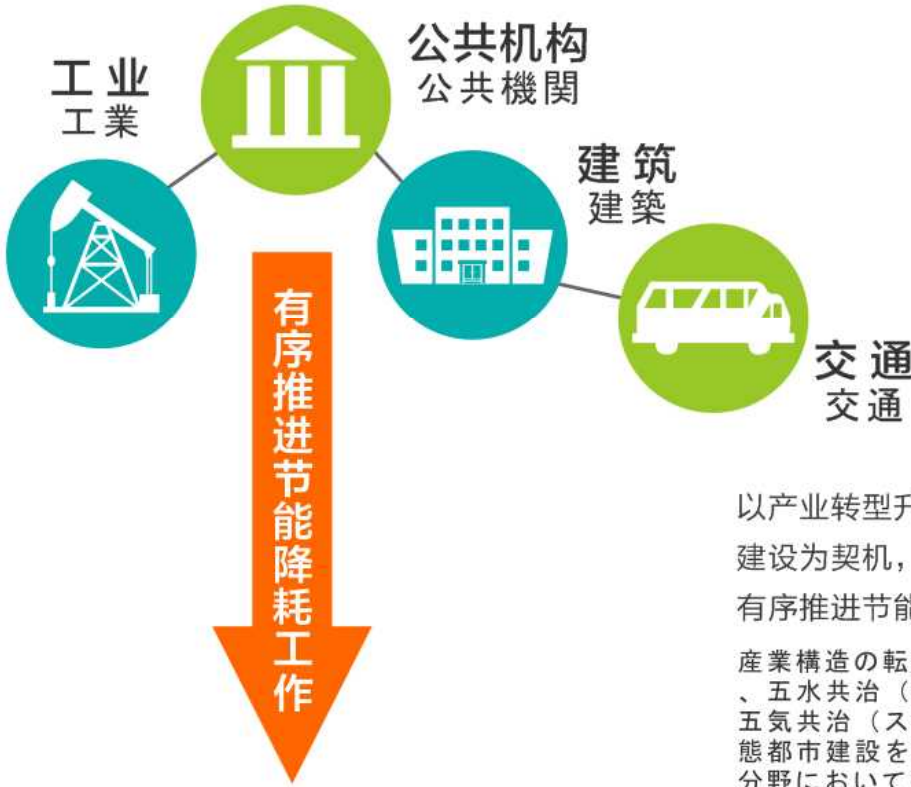 工业
工業
公共机构
公共機関
建筑
建築
交通
交通
有序推进节能降耗工作
以产业转型升
建设为契机，
有序推进节能
産業構造の転
、五水共治（
五気共治（ス
態都市建設を
分野において